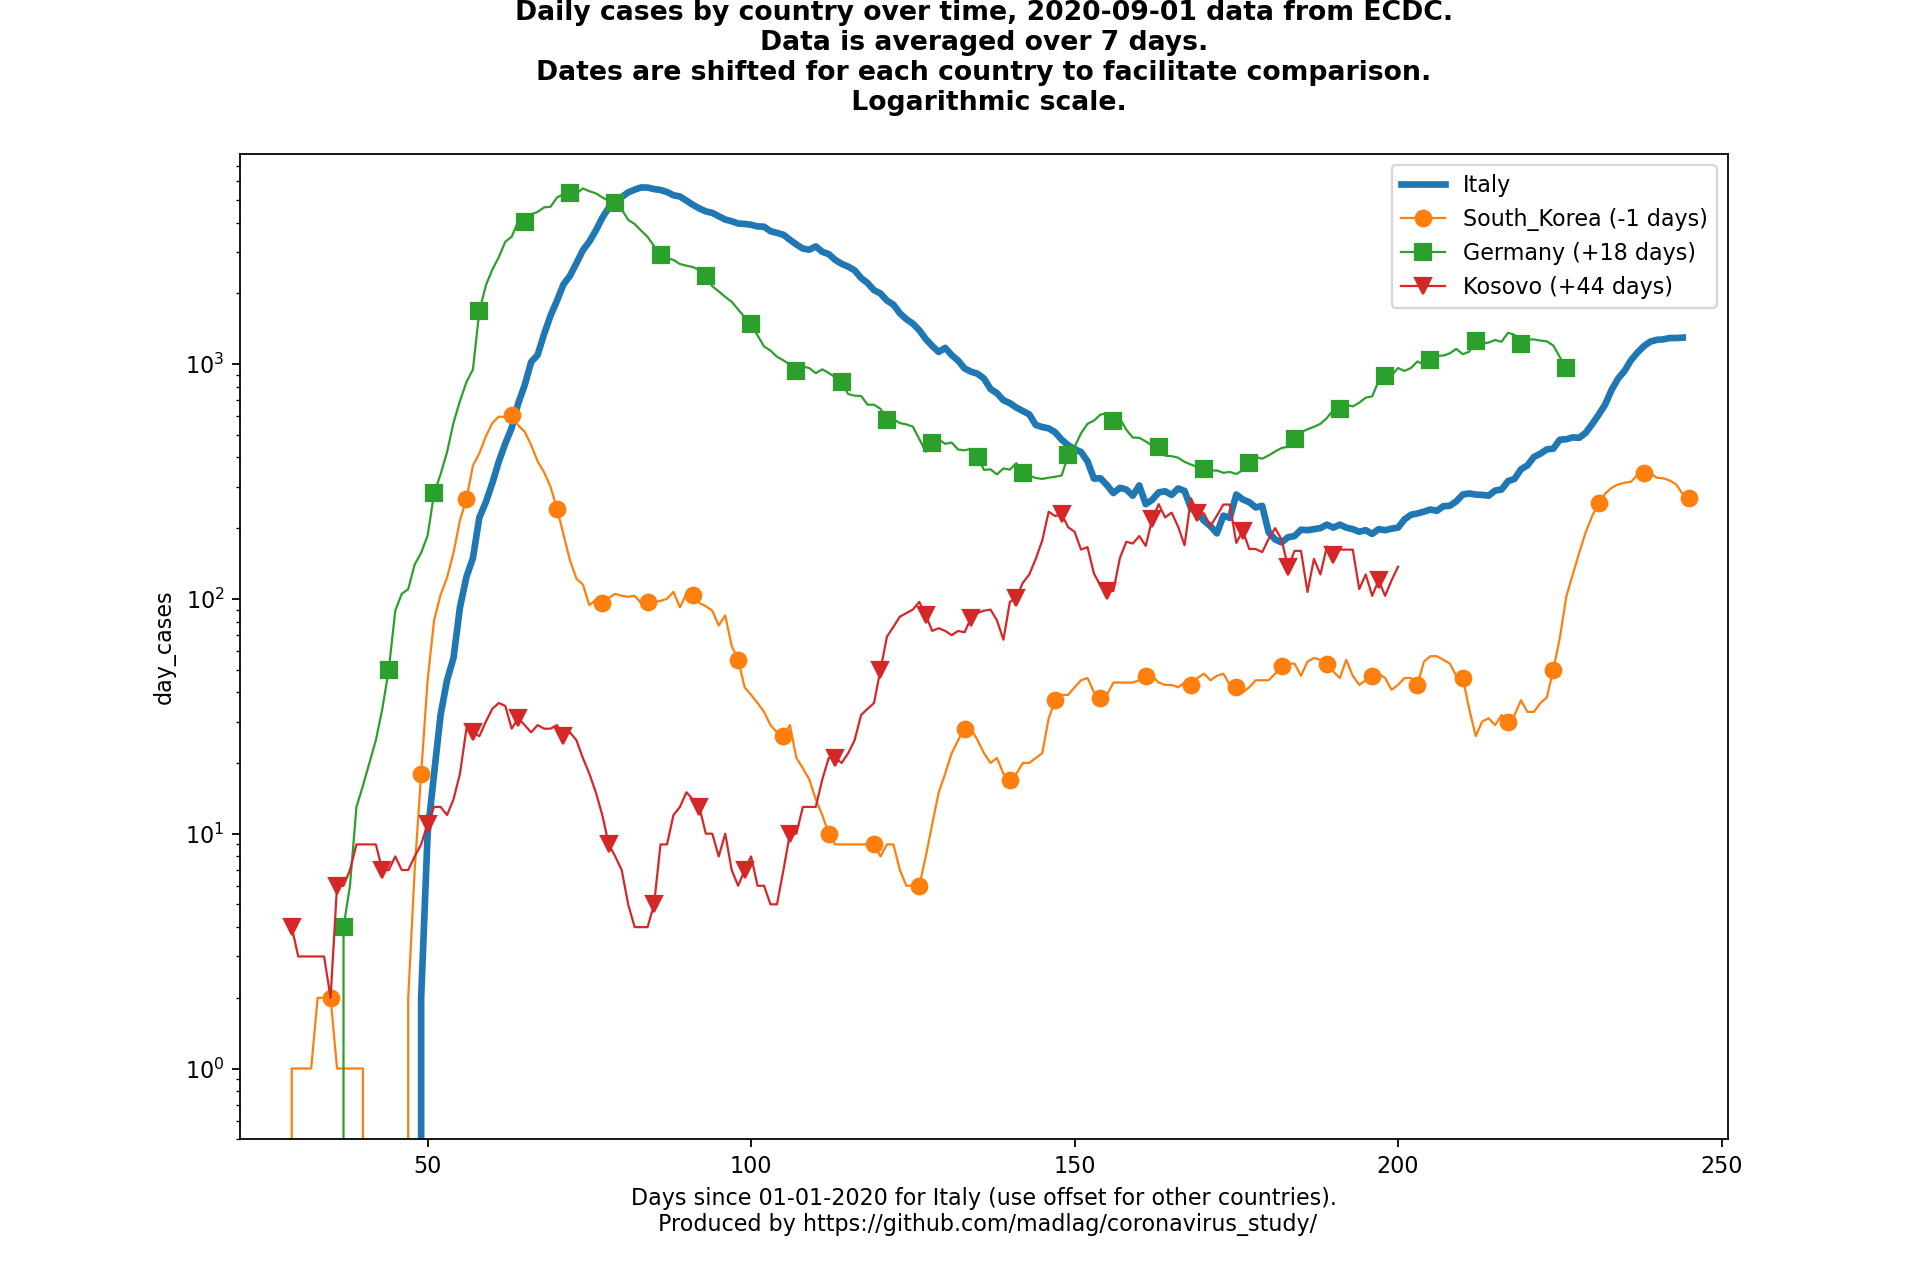 Daily cases by country over time, 2020-09-01 data from ECDC.
Data is averaged over 7 days.
Dates are shifted for each country to facilitate comparison.
Logarithmic scale.
Italy
South_Korea (-1 days)
Germany (+18 days)
Kosovo (+44 days)
day_cases
10³
10²
10¹
10⁰
50
100
150
200
250
Days since 01-01-2020 for Italy (use offset for other countries).
Produced by https://github.com/madlag/coronavirus_study/